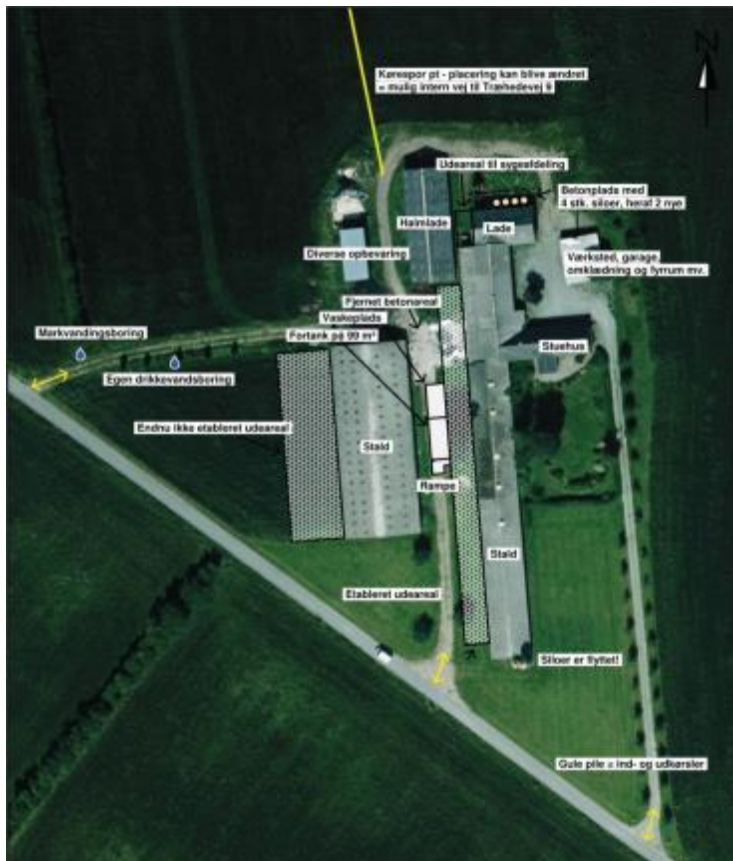 N
Kørespor pt - placering kan blive ændret
= mulig intern vej til Træhedevej 9
Udeareal til sygeafdeling
Betonplads med
4 stk. siloer, heraf 2 nye
Halmlade
Lade
Diverse opbevaring
Værksted, garage,
omklædning og fyrrum mv.
Fjernet betonareal
Vaskeplads
Fortank på 99 m³
Markvandingsboring
Stuehus
Egen drikkevandsboring
Endnu ikke etableret udeareal
Stald
Rampe
Stald
Etableret udeareal
Siloer er flyttet!
Gule pile = ind- og udkørsler